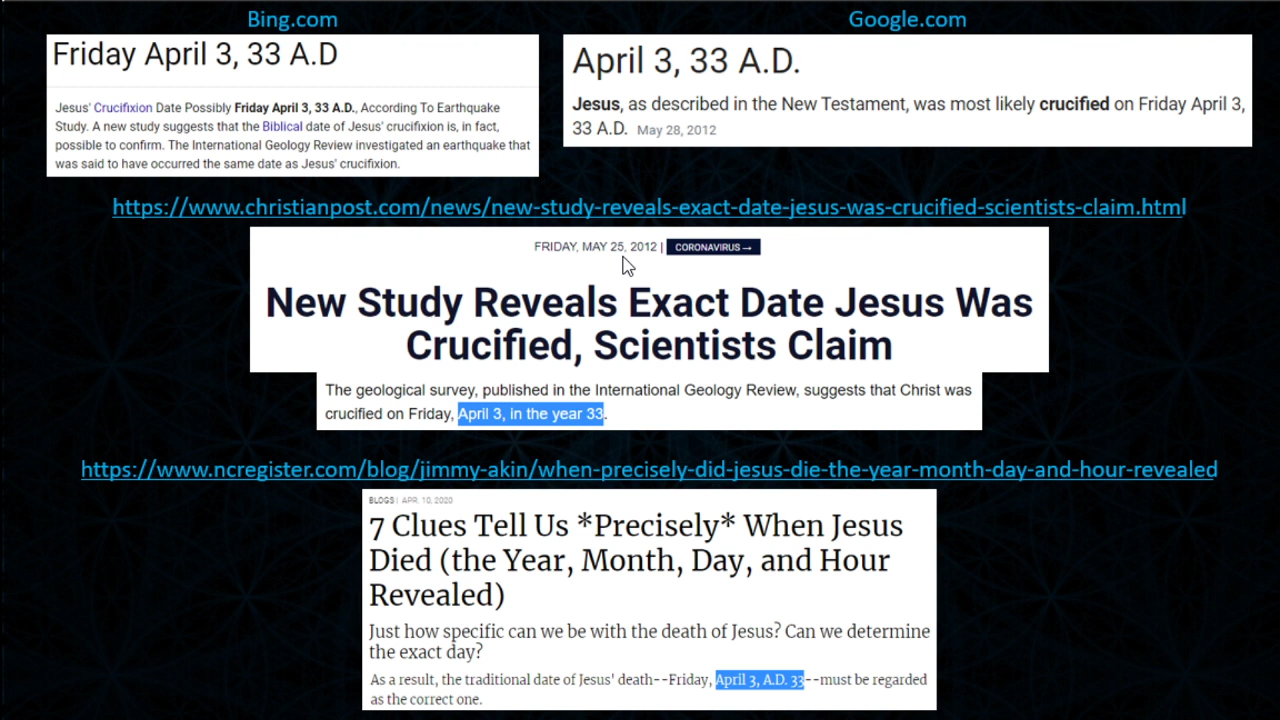 Bing.com
Friday April 3, 33 A.D
Jesus' Crucifixion Date Possibly Friday April 3, 33 A.D., According To Earthquake
Study. A new study suggests that the Biblical date of Jesus' crucifixion is, in fact,
possible to confirm. The International Geology Review investigated an earthquake that
was said to have occurred the same date as Jesus' crucifixion.
Google.com
April 3, 33 A.D.
Jesus, as described in the New Testament, was most likely crucified on Friday April 3,
33 A.D. May 28, 2012
https://www.christianpost.com/news/new-study-reveals-exact-date-jesus-was-crucified-scientists-claim.html
FRIDAY, MAY 25, 2012 | CORONAVIRUS →
New Study Reveals Exact Date Jesus Was
Crucified, Scientists Claim
The geological survey, published in the International Geology Review, suggests that Christ was
crucified on Friday, April 3, in the year 33.
https://www.ncregister.com/blog/jimmy-akin/when-precisely-did-jesus-die-the-year-month-day-and-hour-revealed
BLOGS | APR. 10, 2020
7 Clues Tell Us *Precisely* When Jesus
Died (the Year, Month, Day, and Hour
Revealed)
Just how specific can we be with the death of Jesus? Can we determine
the exact day?
As a result, the traditional date of Jesus' death--Friday, April 3, A.D. 33--must be regarded
as the correct one.